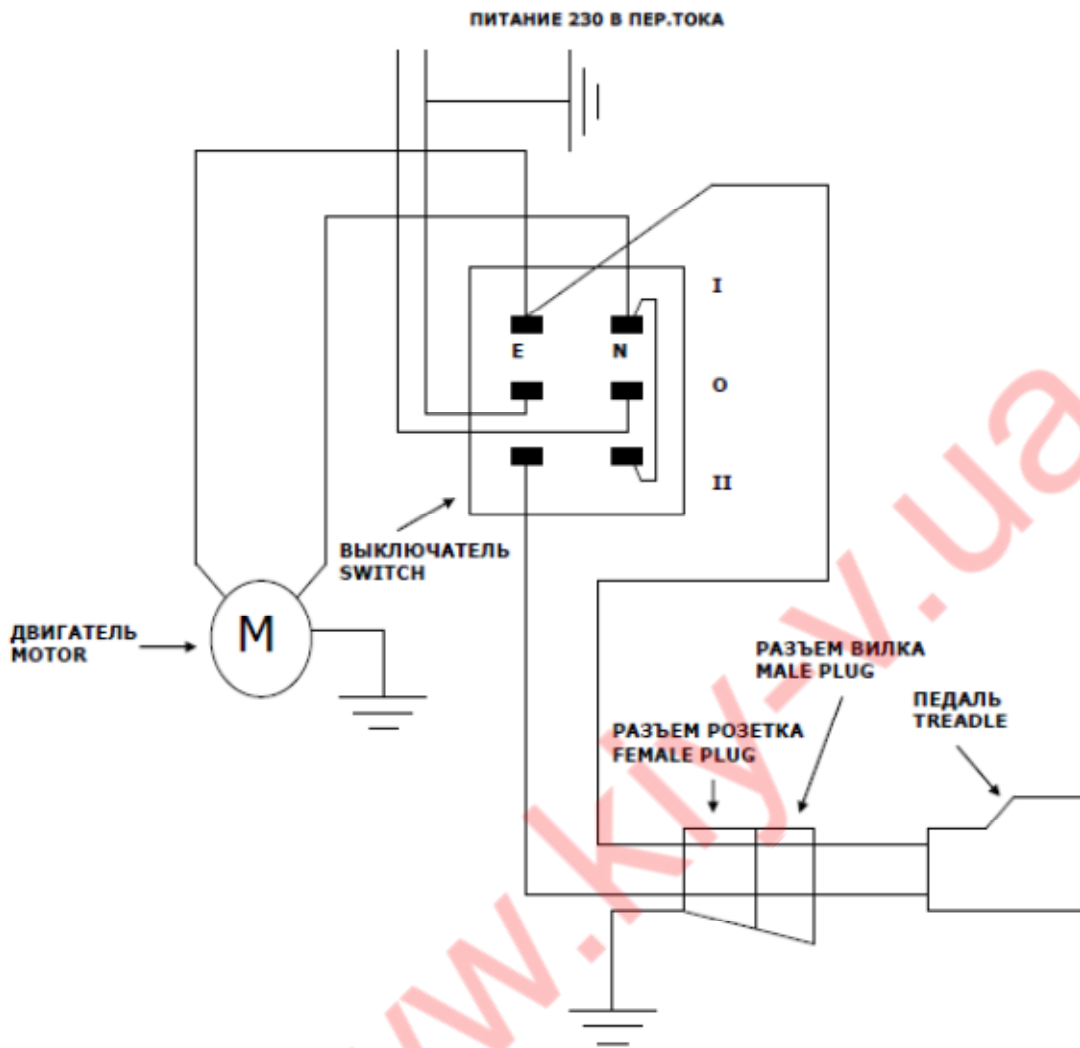 ПИТАНИЕ 230 В ПЕР.ТОКА
I
E N
O
II
ВЫКЛЮЧАТЕЛЬ
SWITCH
M
ДВИГАТЕЛЬ
MOTOR
РАЗЪЕМ ВИЛКА
MALE PLUG
ПЕДАЛЬ
TREADLE
РАЗЪЕМ РОЗЕТКА
FEMALE PLUG
w.kiy-v.ua